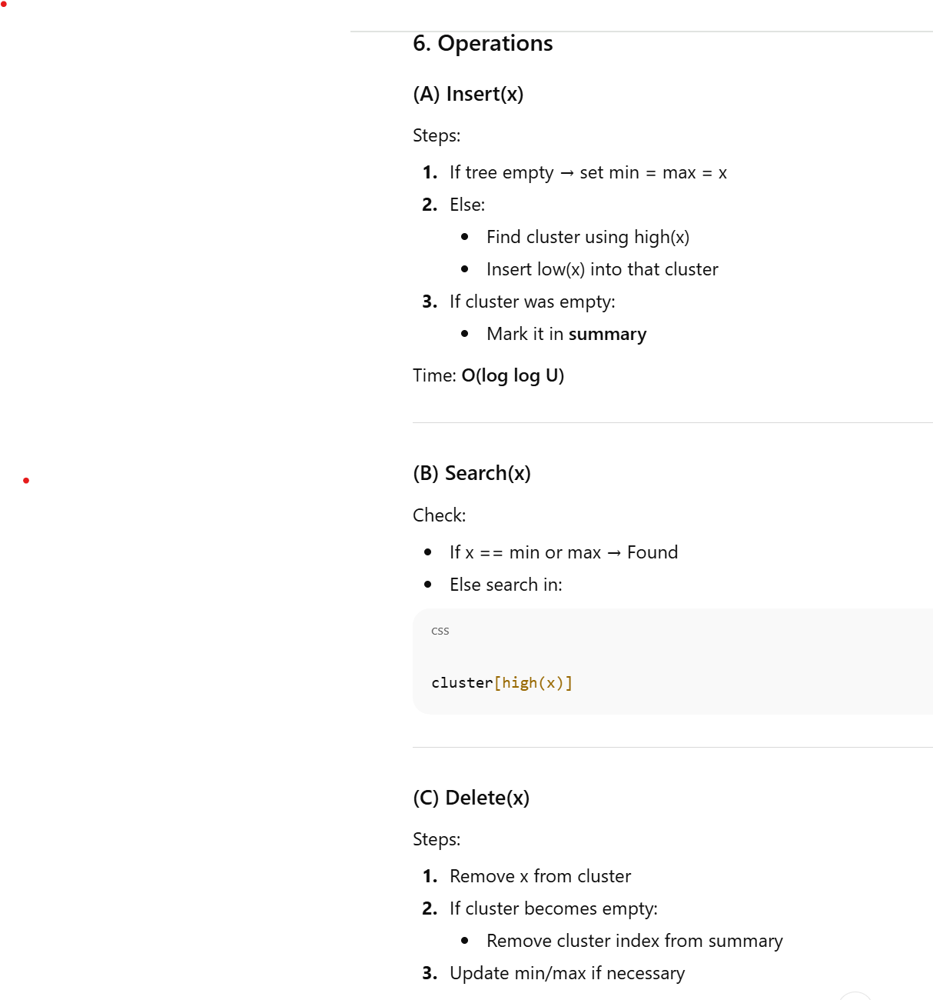 6. Operations
(A) Insert(x)
Steps:
1. If tree empty → set min = max = x
2. Else:
• Find cluster using high(x)
• Insert low(x) into that cluster
3. If cluster was empty:
• Mark it in summary
Time: O(log log U)
(B) Search(x)
Check:
• If x == min or max → Found
• Else search in:
css
cluster[high(x)]
(C) Delete(x)
Steps:
1. Remove x from cluster
2. If cluster becomes empty:
• Remove cluster index from summary
3. Update min/max if necessary